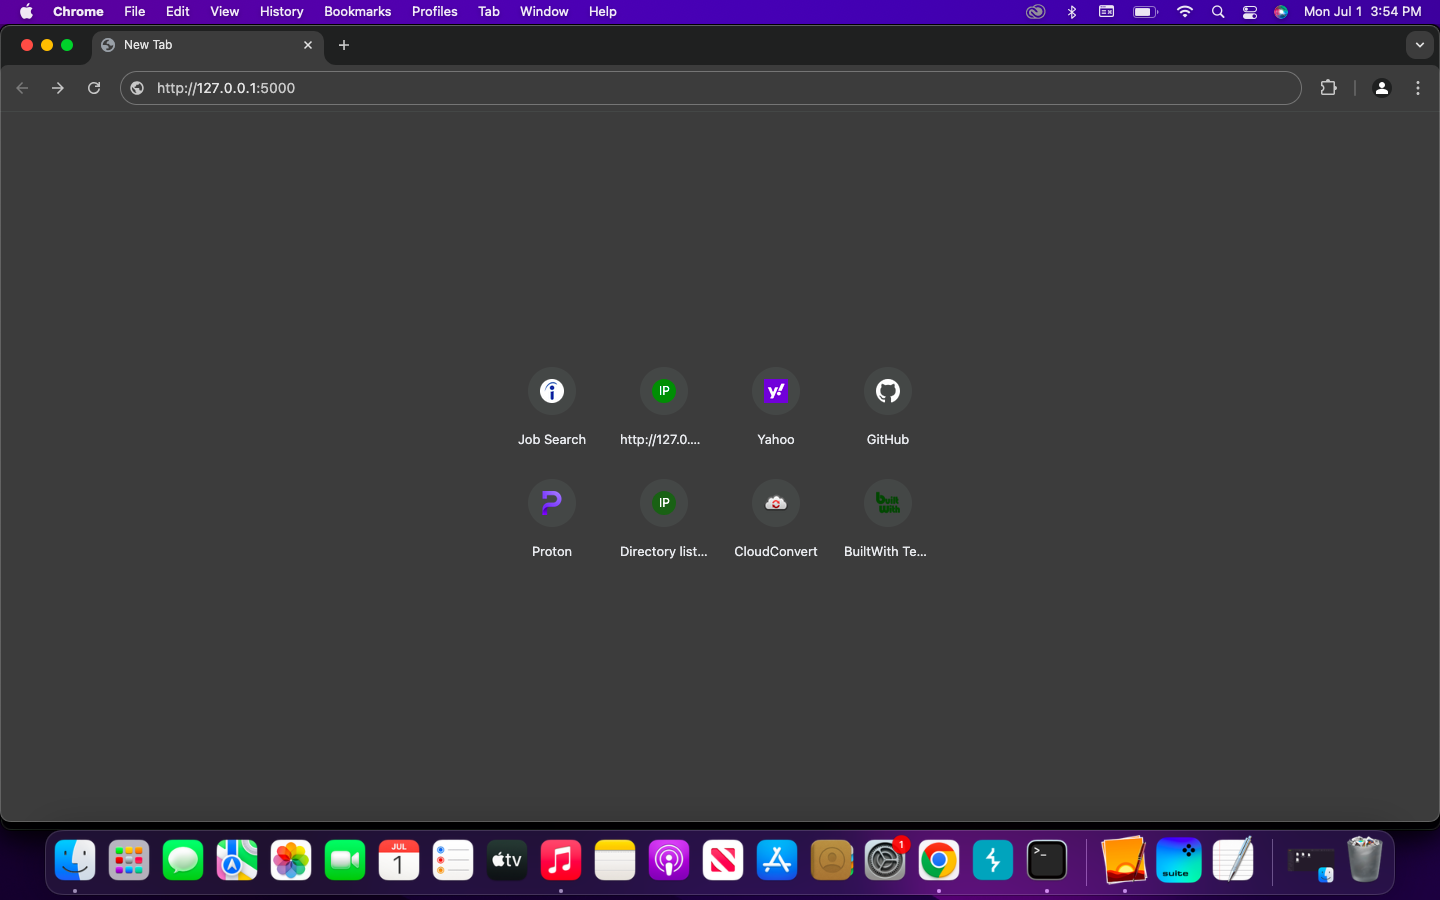 Chrome File Edit View History Bookmarks Profiles Tab Window Help Mon Jul 1 3:54 PM
New Tab
http://127.0.0.1:5000
IP
y!
Job Search http://127.0.... Yahoo GitHub
IP
built With
Proton Directory list... CloudConvert BuiltWith Te...
JUL
1
tv
1
>_
suite